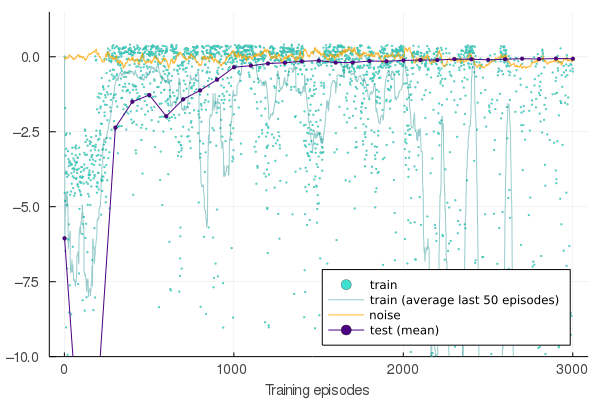 0.0
−2.5
−5.0
−7.5
−10.0
train
train (average last 50 episodes)
noise
test (mean)
0 1000 2000 3000
Training episodes